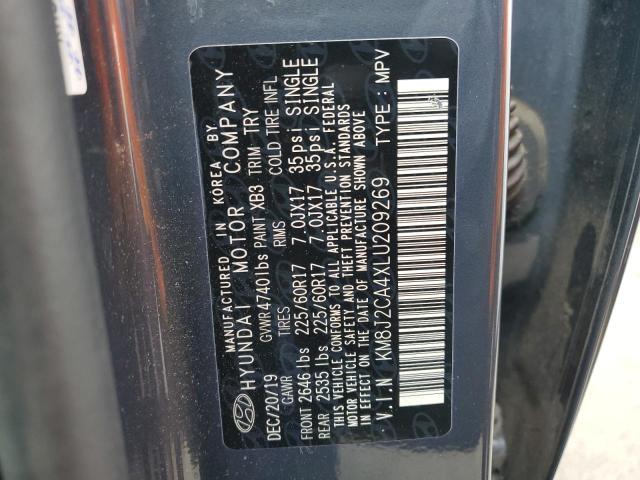 MANUFACTURED IN KOREA BY
HYUNDAI MOTOR COMPANY
DEC/20/19 GVWR 4740lbs PAINT XB3 TRIM TRY
GAWR TIRES RIMS COLD TIRE INFL
FRONT 2646 lbs 225/60R17 7.0JX17 35psi SINGLE
REAR 2535 lbs 225/60R17 7.0JX17 35psi SINGLE
THIS VEHICLE CONFORMS TO ALL APPLICABLE U.S.A. FEDERAL
MOTOR VEHICLE SAFETY AND THEFT PREVENTION STANDARDS
IN EFFECT ON THE DATE OF MANUFACTURE SHOWN ABOVE
V.I.N KM8J2CA4XLU209269 TYPE : MPV